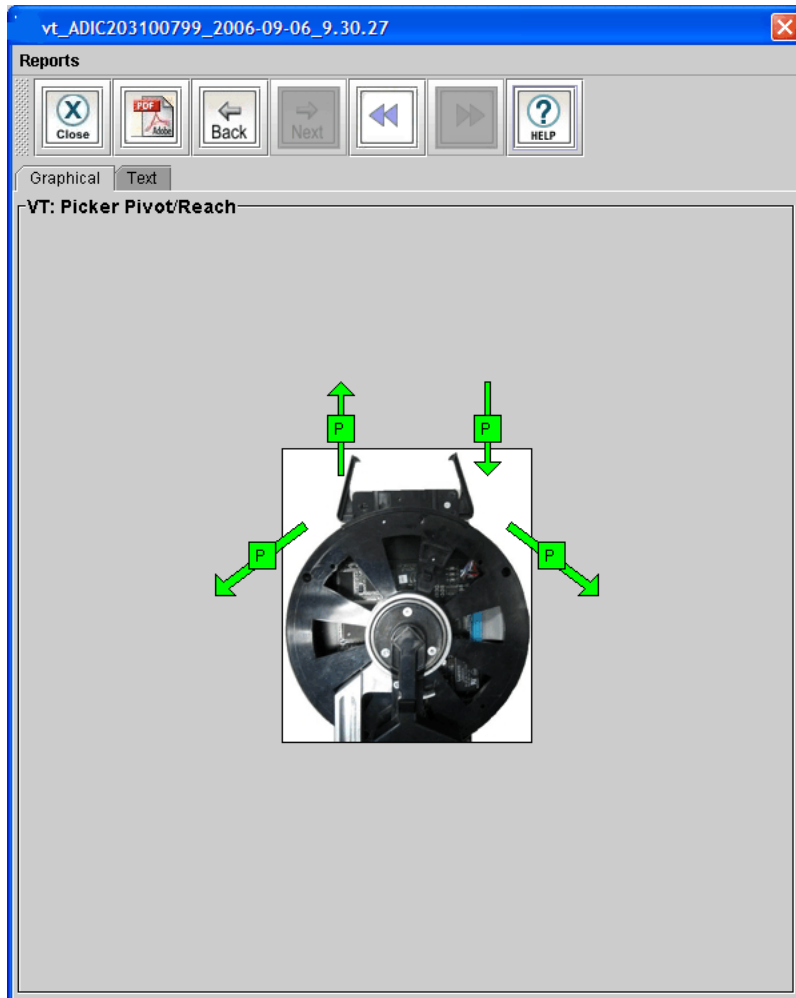 vt_ADIC203100799_2006-09-06_9.30.27
Reports
X
Close
PDF
Adobe
Back
Next
?
HELP
Graphical
Text
VT: Picker Pivot/Reach
P
P
P
P